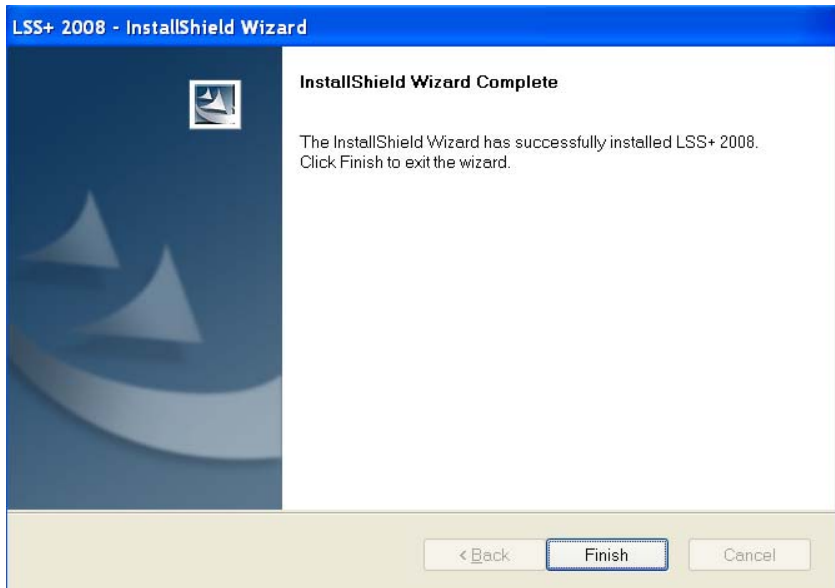 LSS+ 2008 - InstallShield Wizard
InstallShield Wizard Complete
The InstallShield Wizard has successfully installed LSS+ 2008.
Click Finish to exit the wizard.
< Back Finish Cancel